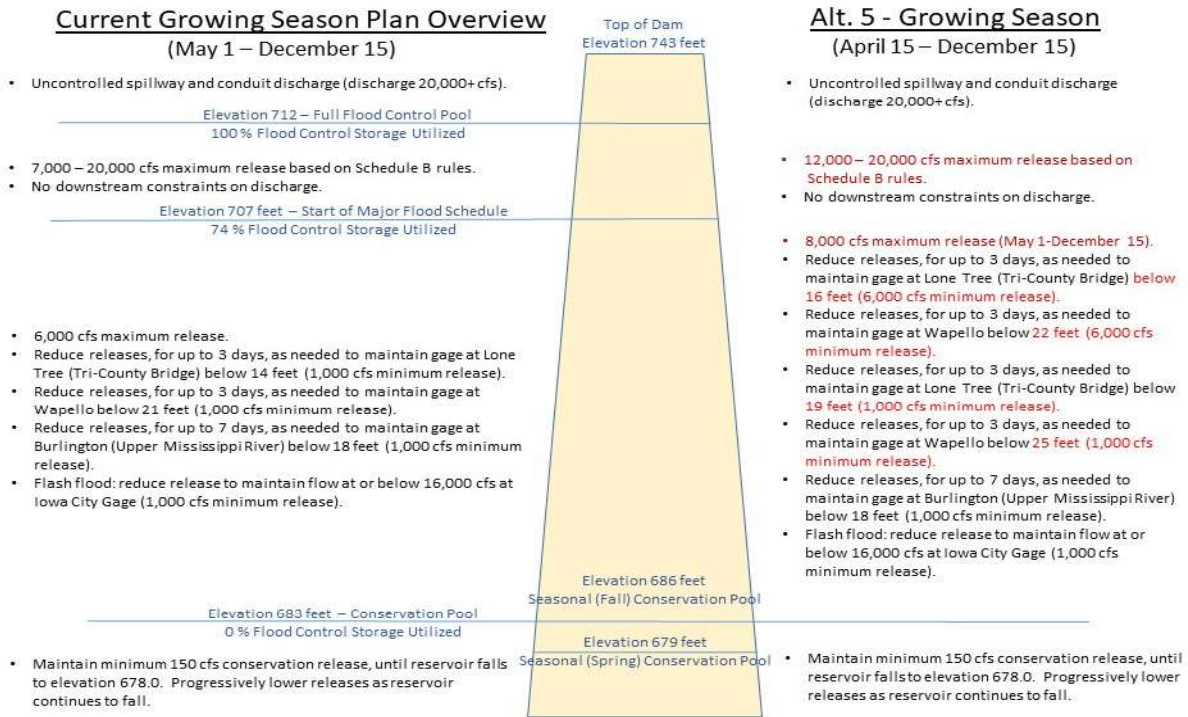 Current Growing Season Plan Overview
(May 1 – December 15)
• Uncontrolled spillway and conduit discharge (discharge 20,000+ cfs).
Elevation 712 – Full Flood Control Pool
100 % Flood Control Storage Utilized
• 7,000 – 20,000 cfs maximum release based on Schedule B rules.
• No downstream constraints on discharge.
Elevation 707 feet – Start of Major Flood Schedule
74 % Flood Control Storage Utilized
• 6,000 cfs maximum release.
• Reduce releases, for up to 3 days, as needed to maintain gage at Lone
Tree (Tri-County Bridge) below 14 feet (1,000 cfs minimum release).
• Reduce releases, for up to 3 days, as needed to maintain gage at
Wapello below 21 feet (1,000 cfs minimum release).
• Reduce releases, for up to 7 days, as needed to maintain gage at
Burlington (Upper Mississippi River) below 18 feet (1,000 cfs minimum
release).
• Flash flood: reduce release to maintain flow at or below 16,000 cfs at
Iowa City Gage (1,000 cfs minimum release).
Elevation 683 feet – Conservation Pool
0 % Flood Control Storage Utilized
• Maintain minimum 150 cfs conservation release, until reservoir falls
to elevation 678.0. Progressively lower releases as reservoir
continues to fall.
Top of Dam
Elevation 743 feet
Elevation 686 feet
Seasonal (Fall) Conservation Pool
Elevation 679 feet
Seasonal (Spring) Conservation Pool
Alt. 5 - Growing Season
(April 15 – December 15)
• Uncontrolled spillway and conduit discharge
(discharge 20,000+ cfs).
• 12,000 – 20,000 cfs maximum release based on
Schedule B rules.
• No downstream constraints on discharge.
• 8,000 cfs maximum release (May 1-December 15).
• Reduce releases, for up to 3 days, as needed to
maintain gage at Lone Tree (Tri-County Bridge) below
16 feet (6,000 cfs minimum release).
• Reduce releases, for up to 3 days, as needed to
maintain gage at Wapello below 22 feet (6,000 cfs
minimum release).
• Reduce releases, for up to 3 days, as needed to
maintain gage at Lone Tree (Tri-County Bridge) below
19 feet (1,000 cfs minimum release).
• Reduce releases, for up to 3 days, as needed to
maintain gage at Wapello below 25 feet (1,000 cfs
minimum release).
• Reduce releases, for up to 7 days, as needed to
maintain gage at Burlington (Upper Mississippi River)
below 18 feet (1,000 cfs minimum release).
• Flash flood: reduce release to maintain flow at or
below 16,000 cfs at Iowa City Gage (1,000 cfs
minimum release).
• Maintain minimum 150 cfs conservation release, until
reservoir falls to elevation 678.0. Progressively lower
releases as reservoir continues to fall.